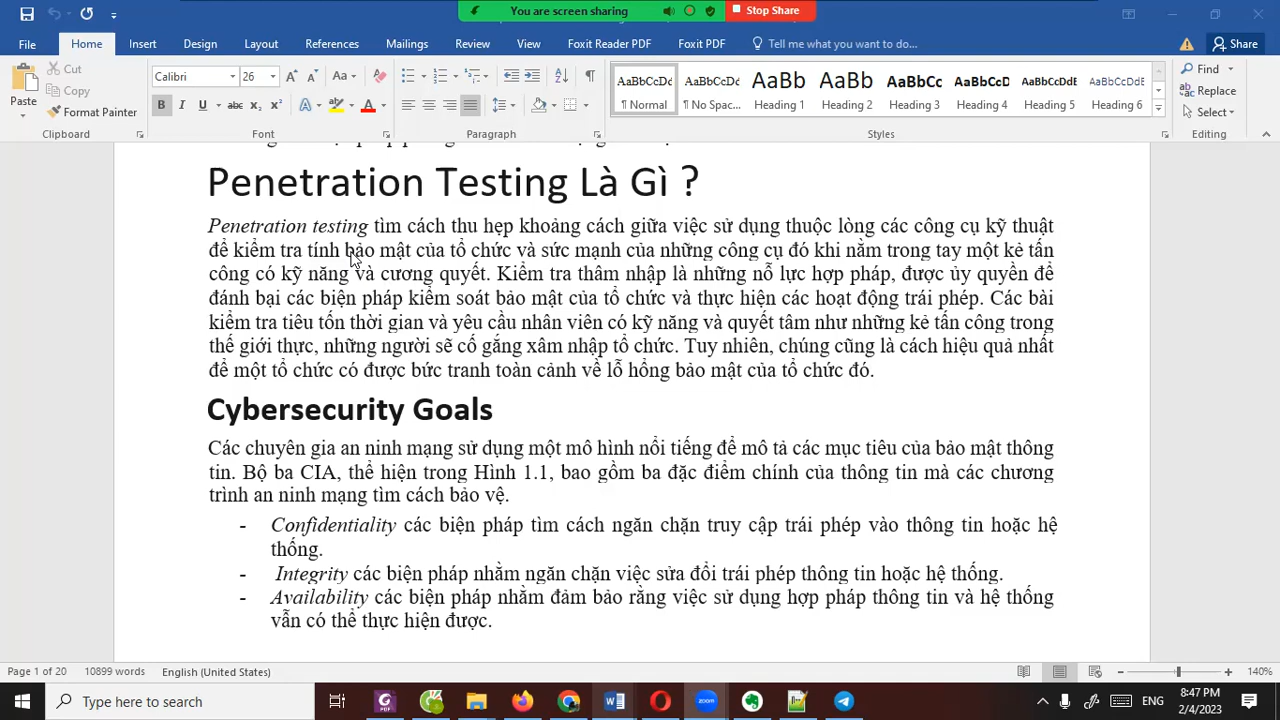 You are screen sharing
Stop Share
File
Home
Insert
Design
Layout
References
Mailings
Review
View
Foxit Reader PDF
Foxit PDF
Tell me what you want to do...
Share
Paste
Cut
Copy
Format Painter
Clipboard
Calibri
26
Font
Paragraph
AaBbCcDd
¶ Normal
¶ No Spac...
AaBb
Heading 1
AaBb
Heading 2
AaBbCc
Heading 3
AaBbCcD
Heading 4
Heading 5
AaBbCcDd
Heading 6
Styles
Find
Replace
Select
Editing
Penetration Testing Là Gì ?
Penetration testing tìm cách thu hẹp khoảng cách giữa việc sử dụng thuộc lòng các công cụ kỹ thuật
để kiểm tra tính bảo mật của tổ chức và sức mạnh của những công cụ đó khi nằm trong tay một kẻ tấn
công có kỹ năng và cương quyết. Kiểm tra thâm nhập là những nỗ lực hợp pháp, được ủy quyền để
đánh bại các biện pháp kiểm soát bảo mật của tổ chức và thực hiện các hoạt động trái phép. Các bài
kiểm tra tiêu tốn thời gian và yêu cầu nhân viên có kỹ năng và quyết tâm như những kẻ tấn công trong
thế giới thực, những người sẽ cố gắng xâm nhập tổ chức. Tuy nhiên, chúng cũng là cách hiệu quả nhất
để một tổ chức có được bức tranh toàn cảnh về lỗ hổng bảo mật của tổ chức đó.
Cybersecurity Goals
Các chuyên gia an ninh mạng sử dụng một mô hình nổi tiếng để mô tả các mục tiêu của bảo mật thông
tin. Bộ ba CIA, thể hiện trong Hình 1.1, bao gồm ba đặc điểm chính của thông tin mà các chương
trình an ninh mạng tìm cách bảo vệ.
- Confidentiality các biện pháp tìm cách ngăn chặn truy cập trái phép vào thông tin hoặc hệ
thống.
- Integrity các biện pháp nhằm ngăn chặn việc sửa đổi trái phép thông tin hoặc hệ thống.
- Availability các biện pháp nhằm đảm bảo rằng việc sử dụng hợp pháp thông tin và hệ thống
vẫn có thể thực hiện được.
Page 1 of 20
10899 words
English (United States)
140%
Type here to search
ENG
8:47 PM
2/4/2023